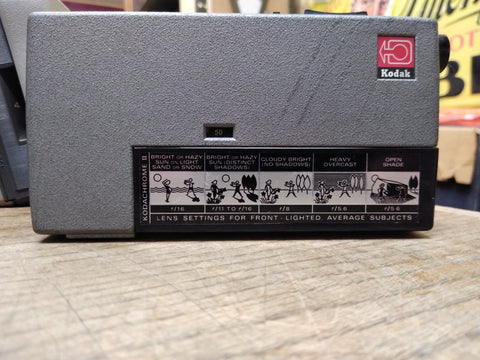 Kodak
50
KODACHROME II
BRIGHT OR HAZY
SUN ON LIGHT
SAND OR SNOW
f/16
BRIGHT OR HAZY
SUN (DISTINCT
SHADOWS)
f/11 TO f/16
CLOUDY BRIGHT
(NO SHADOWS)
f/8
HEAVY
OVERCAST
f/5.6
OPEN
SHADE
f/5.6
LENS SETTINGS FOR FRONT-LIGHTED, AVERAGE SUBJECTS